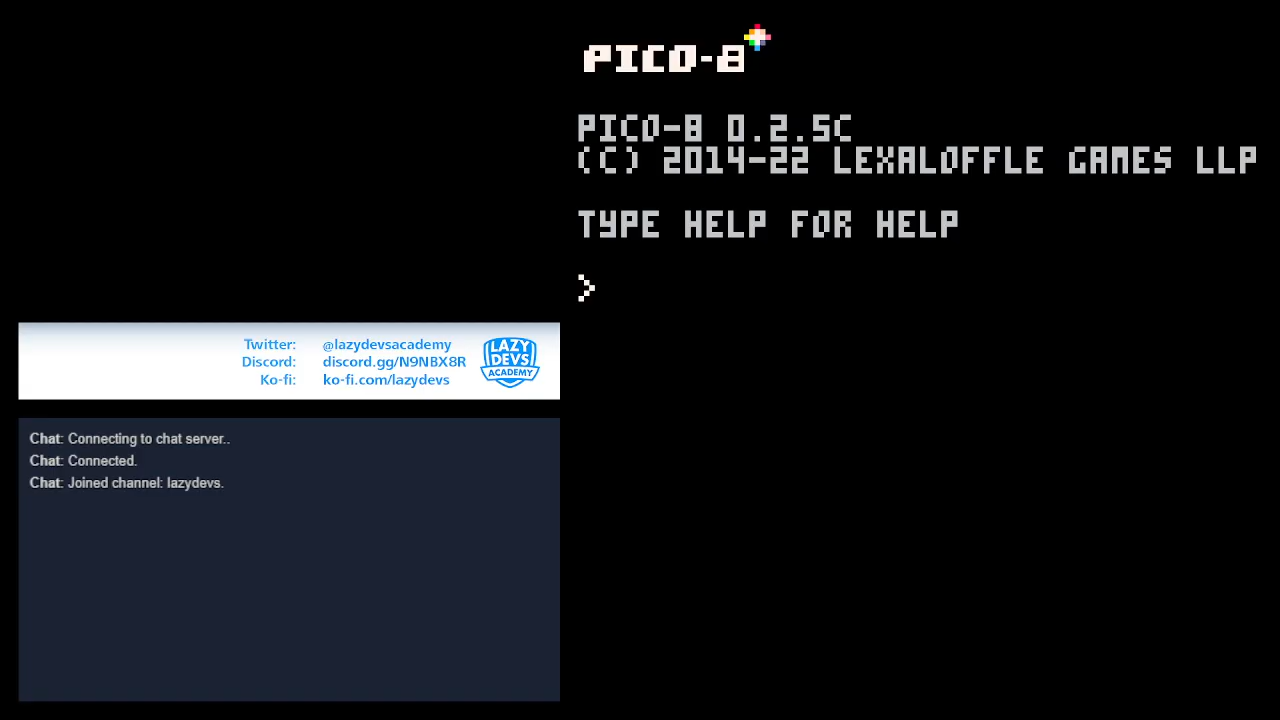 PICO-8
PICO-8 0.2.5C
(C) 2014-22 LEXALOFFLE GAMES LLP
TYPE HELP FOR HELP
>
Twitter: @lazydevsacademy
Discord: discord.gg/N9NBX8R
Ko-fi: ko-fi.com/lazydevs
LAZY
DEVS
ACADEMY
Chat: Connecting to chat server..
Chat: Connected.
Chat: Joined channel: lazydevs.